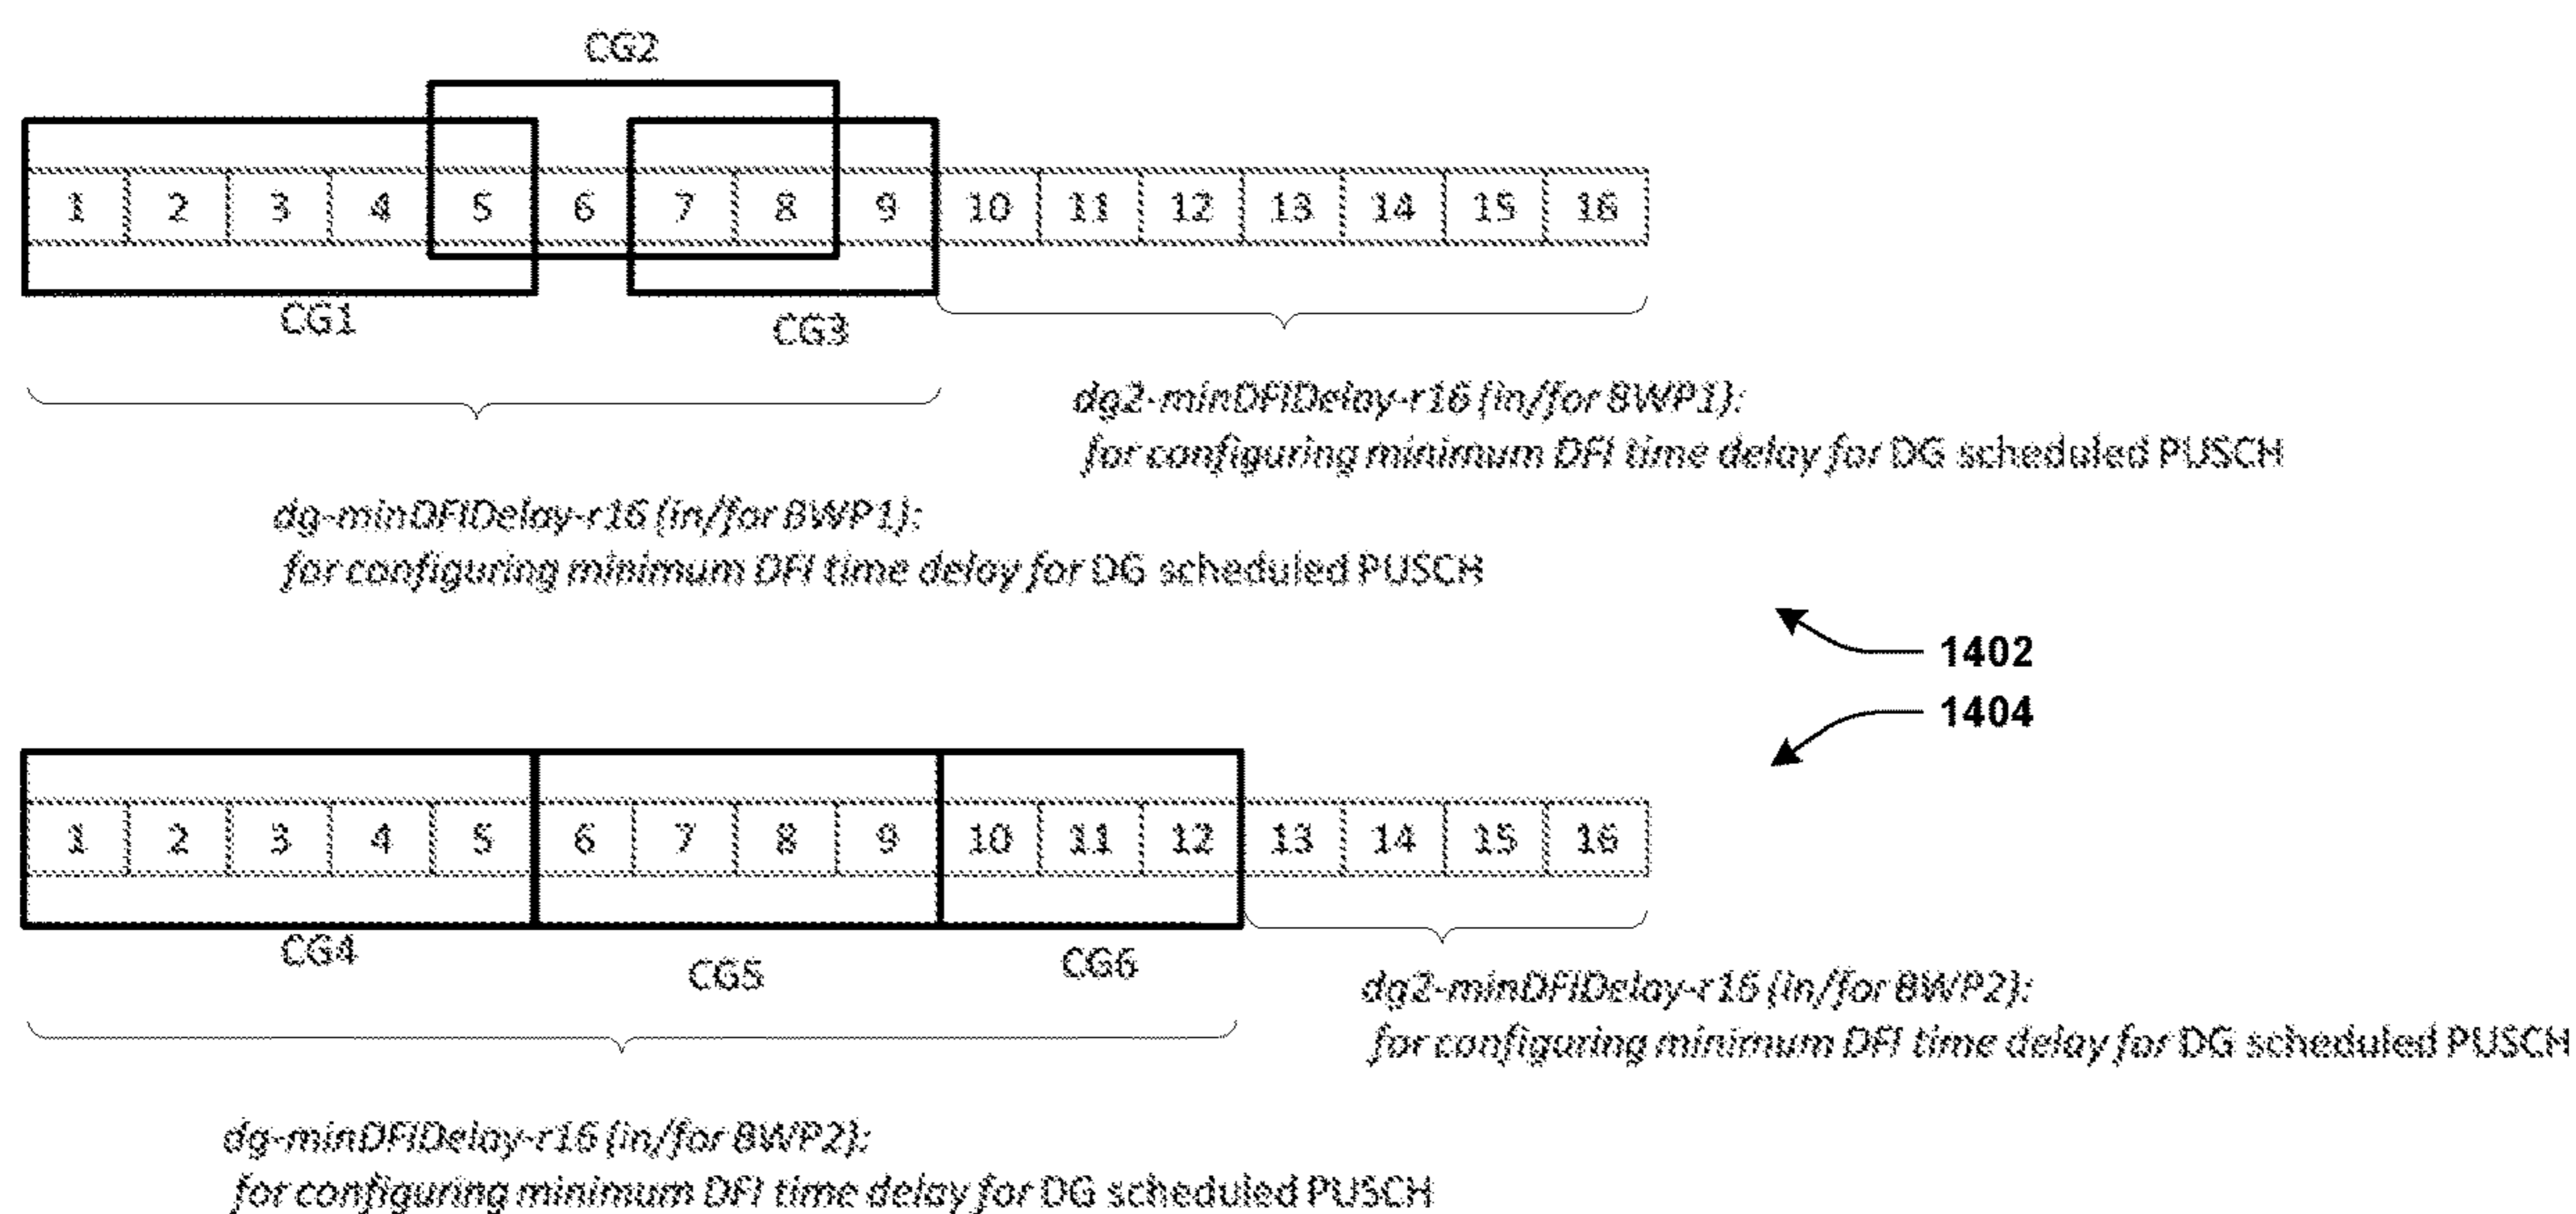 CG2
1 2 3 4 5 6 7 8 9 10 11 12 13 14 15 16
CG1
CG3
dg2-minDFIDelay-r16 (in/for BWP1):
for configuring minimum DFI time delay for DG scheduled PUSCH
dg-minDFIDelay-r16 (in/for BWP1):
for configuring minimum DFI time delay for DG scheduled PUSCH
1402
1404
1 2 3 4 5 6 7 8 9 10 11 12 13 14 15 16
CG4
CG5
CG6
dg2-minDFIDelay-r16 (in/for BWP2):
for configuring minimum DFI time delay for DG scheduled PUSCH
dg-minDFIDelay-r16 (in/for BWP2):
for configuring minimum DFI time delay for DG scheduled PUSCH